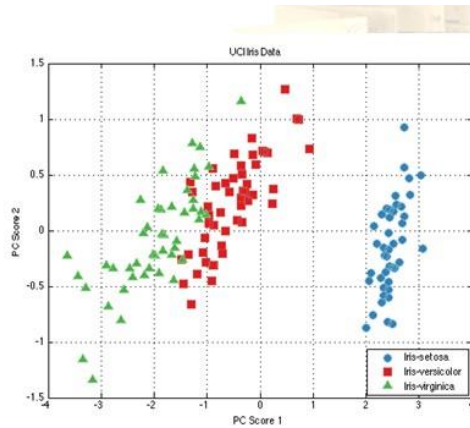 UCI Iris Data
1.5
1
0.5
0
-0.5
-1
-1.5
PC Score 2
-4 -3 -2 -1 0 1 2 3 4
PC Score 1
Iris-setosa
Iris-versicolor
Iris-virginica